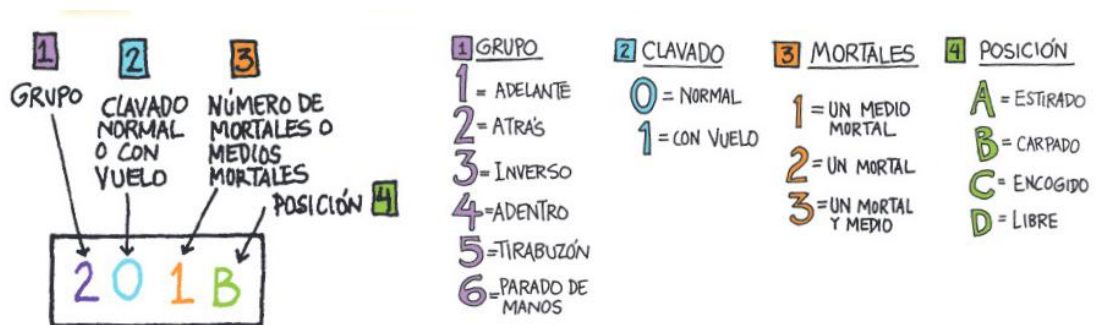 1
GRUPO
2
CLAVADO
NORMAL
O CON
VUELO
3
NÚMERO DE
MORTALES O
MEDIOS
MORTALES
POSICIÓN 4
2 0 1 B
1 GRUPO
1 = ADELANTE
2 = ATRÁS
3 = INVERSO
4 = ADENTRO
5 = TIRABUZÓN
6 = PARADO DE
MANOS
2 CLAVADO
0 = NORMAL
1 = CON VUELO
3 MORTALES
1 = UN MEDIO
MORTAL
2 = UN MORTAL
3 = UN MORTAL
Y MEDIO
4 POSICIÓN
A = ESTIRADO
B = CARPADO
C = ENCOGIDO
D = LIBRE